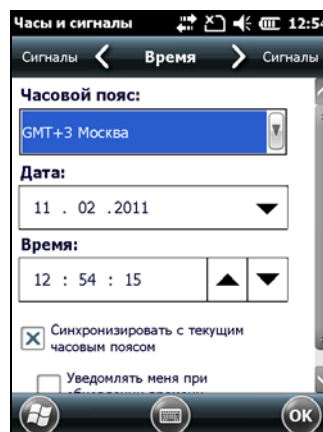 Часы и сигналы 12:54
Сигналы Время Сигналы
Часовой пояс:
GMT+3 Москва
Дата:
11 . 02 .2011
Время:
12 : 54 : 15
Синхронизировать с текущим
часовым поясом
Уведомлять меня при
OK